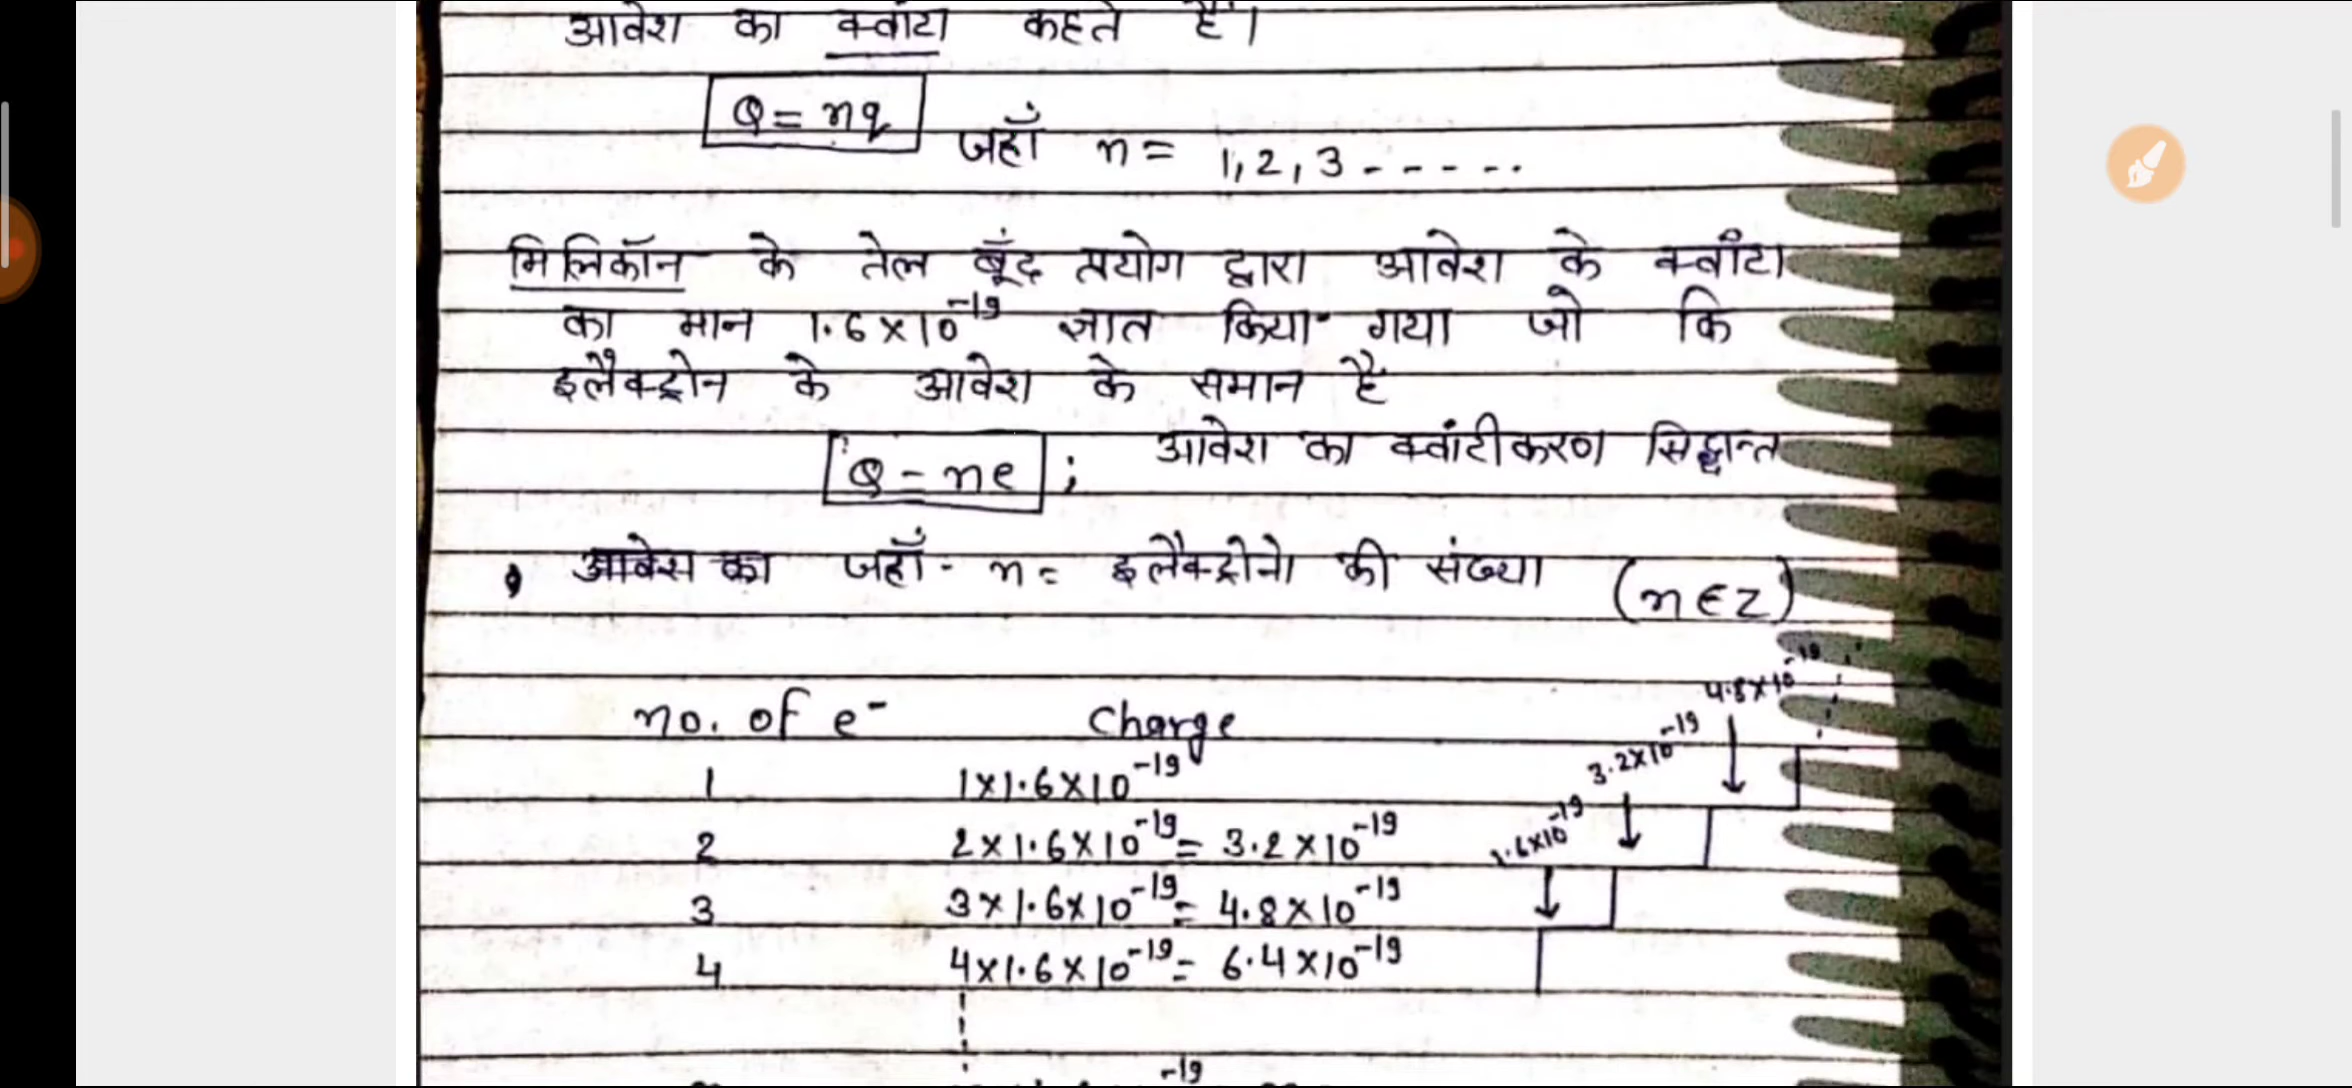 आवेश का क्वांटा कहते हैं।
Q = nq जहाँ n = 1, 2, 3 - - - - -
मिलिकॉन के तेल बूँद प्रयोग द्वारा आवेश के क्वांटा
का मान 1.6×10⁻¹⁹ ज्ञात किया गया जो कि
इलैक्ट्रोन के आवेश के समान है
Q = ne ; आवेश का क्वांटीकरण सिद्धान्त
आवेस का जहाँ - n = इलैक्ट्रोनो की संख्या (n ∈ Z)
no. of e⁻ Charge
1 1×1.6×10⁻¹⁹
2 2×1.6×10⁻¹⁹ = 3.2×10⁻¹⁹
3 3×1.6×10⁻¹⁹ = 4.8×10⁻¹⁹
4 4×1.6×10⁻¹⁹ = 6.4×10⁻¹⁹
1.6×10⁻¹⁹
3.2×10⁻¹⁹
4.8×10⁻¹⁹